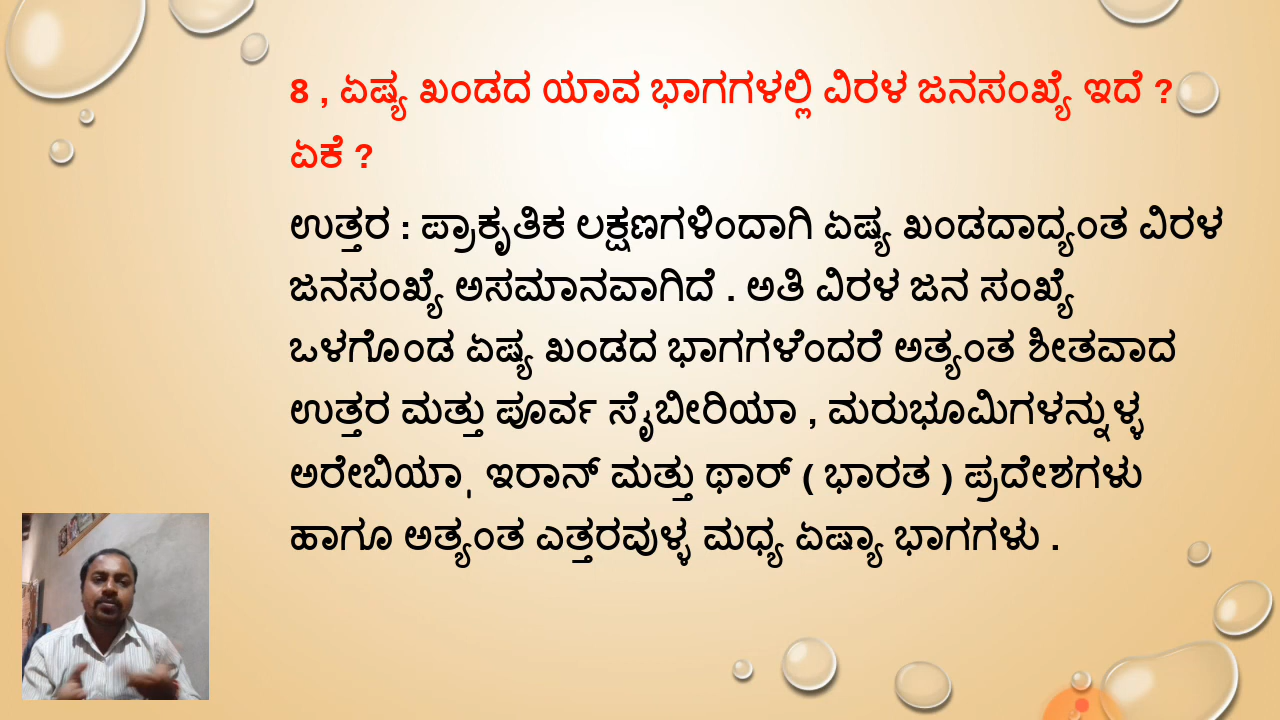 8 , ಏಷ್ಯ ಖಂಡದ ಯಾವ ಭಾಗಗಳಲ್ಲಿ ವಿರಳ ಜನಸಂಖ್ಯೆ ಇದೆ ?
ಏಕೆ ?
ಉತ್ತರ : ಪ್ರಾಕೃತಿಕ ಲಕ್ಷಣಗಳಿಂದಾಗಿ ಏಷ್ಯ ಖಂಡದಾದ್ಯಂತ ವಿರಳ
ಜನಸಂಖ್ಯೆ ಅಸಮಾನವಾಗಿದೆ . ಅತಿ ವಿರಳ ಜನ ಸಂಖ್ಯೆ
ಒಳಗೊಂಡ ಏಷ್ಯ ಖಂಡದ ಭಾಗಗಳೆಂದರೆ ಅತ್ಯಂತ ಶೀತವಾದ
ಉತ್ತರ ಮತ್ತು ಪೂರ್ವ ಸೈಬೀರಿಯಾ , ಮರುಭೂಮಿಗಳನ್ನುಳ್ಳ
ಅರೇಬಿಯಾ, ಇರಾನ್ ಮತ್ತು ಥಾರ್ ( ಭಾರತ ) ಪ್ರದೇಶಗಳು
ಹಾಗೂ ಅತ್ಯಂತ ಎತ್ತರವುಳ್ಳ ಮಧ್ಯ ಏಷ್ಯಾ ಭಾಗಗಳು .